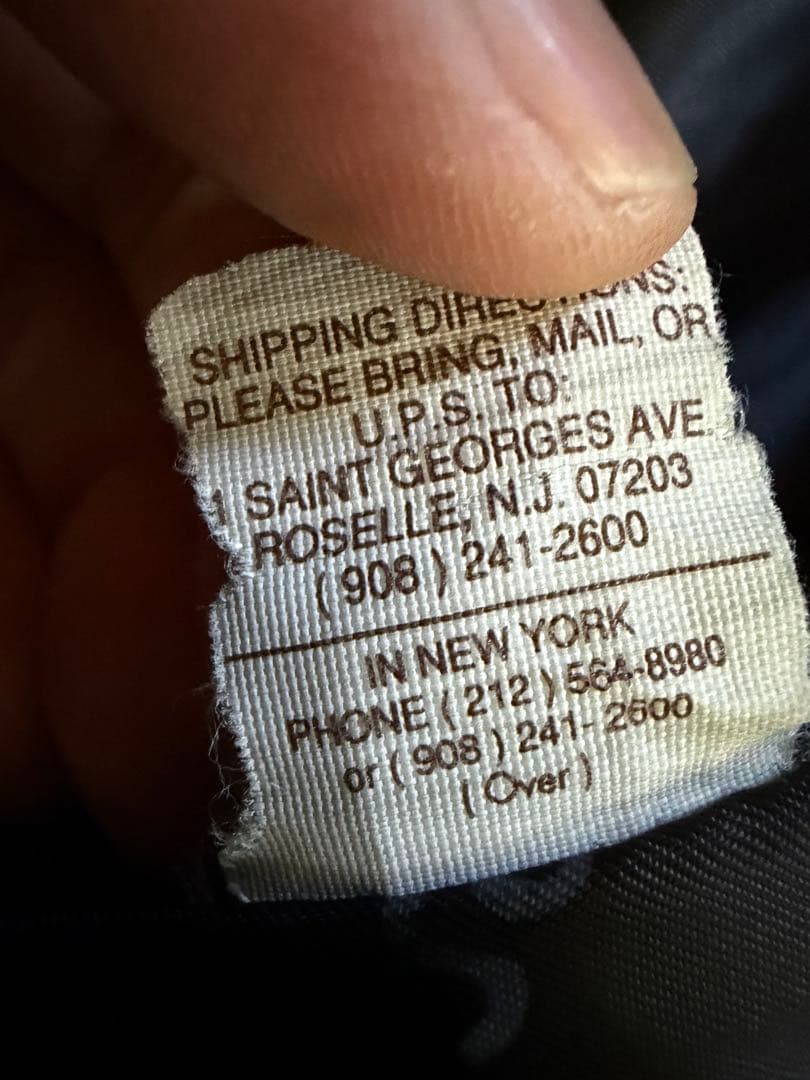 SHIPPING DIRECTIONS:
PLEASE BRING, MAIL, OR
U.P.S. TO:
1 SAINT GEORGES AVE.
ROSELLE, N.J. 07203
(908) 241-2600
IN NEW YORK
PHONE (212) 564-8980
or (908) 241-2600
(Over)